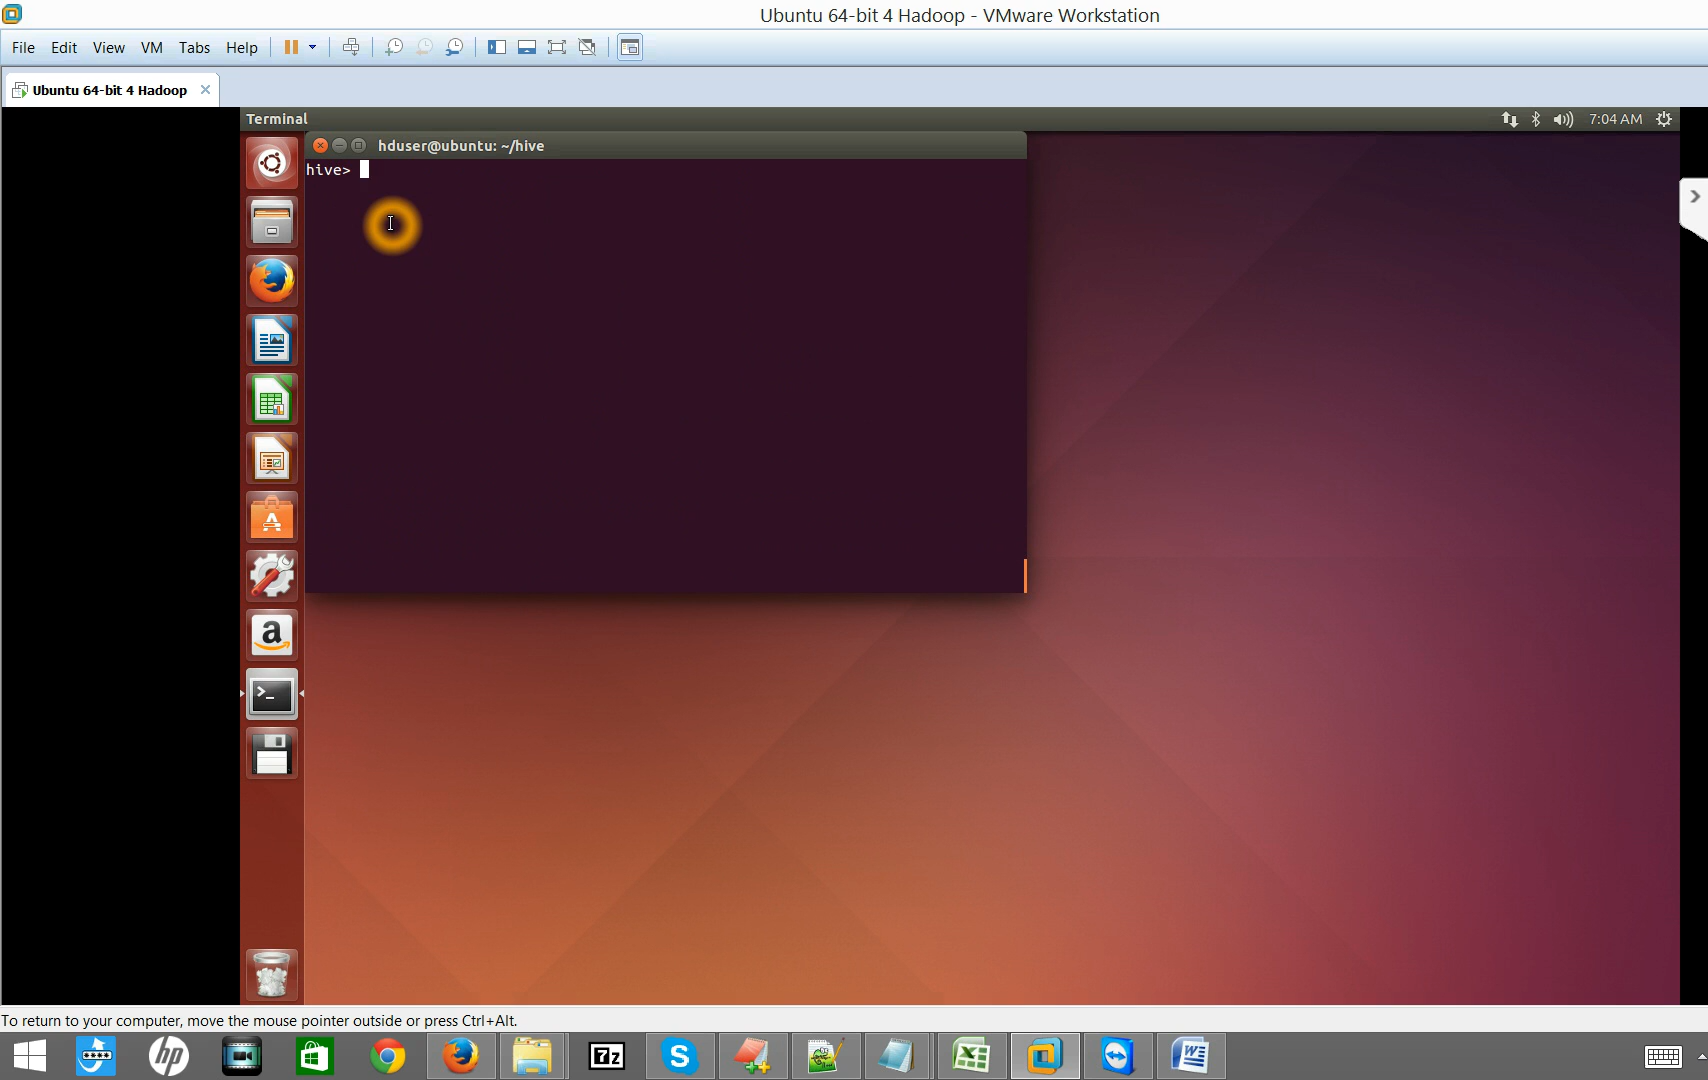 Ubuntu 64-bit 4 Hadoop - VMware Workstation
File Edit View VM Tabs Help
Ubuntu 64-bit 4 Hadoop
Terminal
7:04 AM
hduser@ubuntu: ~/hive
hive>
To return to your computer, move the mouse pointer outside or press Ctrl+Alt.
hp
7z